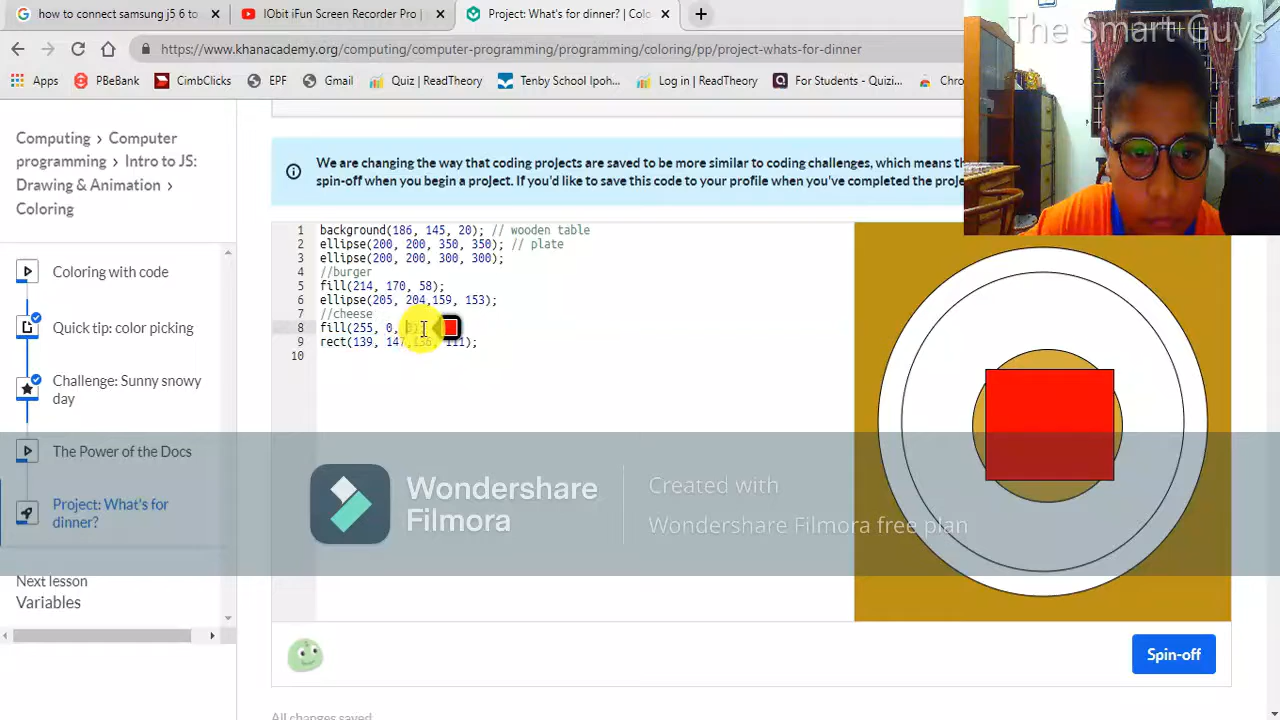 how to connect samsung j5 6 to
IObit iFun Screen Recorder
Project: What's for dinner? | Colo
The Smart Guys
https://www.khanacademy.org/computing/computer-programming/programming/coloring/pp/project-whats-for-dinner
Apps
PBeBank
CimbClicks
EPF
Gmail
Quiz | ReadTheory
Tenby School Ipoh...
Log in | ReadTheory
For Students - Quizi...
Chro
Computing › Computer
programming › Intro to JS:
Drawing & Animation ›
Coloring
We are changing the way that coding projects are saved to be more similar to coding challenges, which means th
spin-off when you begin a project. If you'd like to save this code to your profile when you've completed the proje
Coloring with code
Quick tip: color picking
Challenge: Sunny snowy
day
The Power of the Docs
Project: What's for
dinner?
Next lesson
Variables
1 background(189, 145, 20); // wooden table
2 ellipse(200, 200, 350, 350); // plate
3 ellipse(200, 200, 300, 300);
4 //burger
5 fill(214, 170, 58);
6 ellipse(205, 204,159, 153);
7 //cheese
8 fill(255, 0,
9 rect(139, 147, 111);
10
Wondershare
Filmora
Created with
Wondershare Filmora free plan
Spin-off
All changes saved